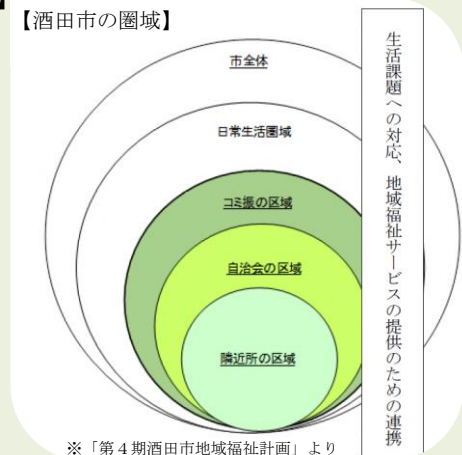 【酒田市の圏域】
市全体
日常生活圏域
コミ振の区域
自治会の区域
隣近所の区域
生活課題への対応、地域福祉サービスの提供のための連携
※「第４期酒田市地域福祉計画」より